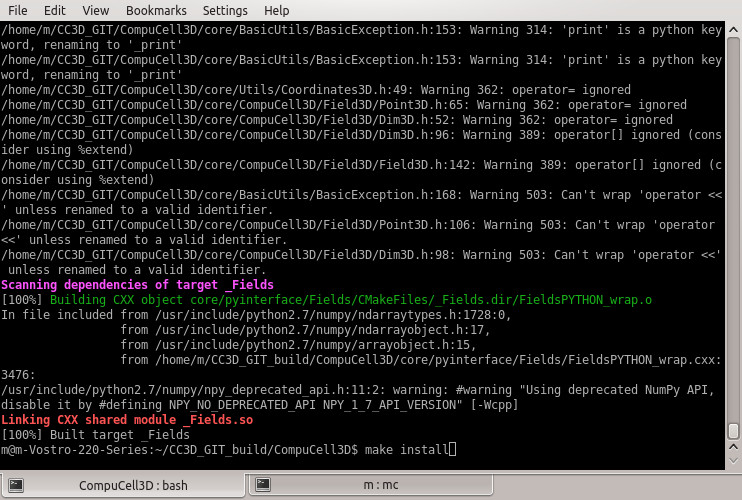 File Edit View Bookmarks Settings Help
/home/m/CC3D_GIT/CompuCell3D/core/BasicUtils/BasicException.h:153: Warning 314: 'print' is a python key
word, renaming to '_print'
/home/m/CC3D_GIT/CompuCell3D/core/BasicUtils/BasicException.h:153: Warning 314: 'print' is a python key
word, renaming to '_print'
/home/m/CC3D_GIT/CompuCell3D/core/Utils/Coordinates3D.h:49: Warning 362: operator= ignored
/home/m/CC3D_GIT/CompuCell3D/core/CompuCell3D/Field3D/Point3D.h:65: Warning 362: operator= ignored
/home/m/CC3D_GIT/CompuCell3D/core/CompuCell3D/Field3D/Dim3D.h:52: Warning 362: operator= ignored
/home/m/CC3D_GIT/CompuCell3D/core/CompuCell3D/Field3D/Dim3D.h:96: Warning 389: operator[] ignored (cons
ider using %extend)
/home/m/CC3D_GIT/CompuCell3D/core/CompuCell3D/Field3D/Field3D.h:142: Warning 389: operator[] ignored (c
onsider using %extend)
/home/m/CC3D_GIT/CompuCell3D/core/BasicUtils/BasicException.h:168: Warning 503: Can't wrap 'operator <<
' unless renamed to a valid identifier.
/home/m/CC3D_GIT/CompuCell3D/core/CompuCell3D/Field3D/Point3D.h:106: Warning 503: Can't wrap 'operator
<<' unless renamed to a valid identifier.
/home/m/CC3D_GIT/CompuCell3D/core/CompuCell3D/Field3D/Dim3D.h:98: Warning 503: Can't wrap 'operator <<'
 unless renamed to a valid identifier.
Scanning dependencies of target _Fields
[100%] Building CXX object core/pyinterface/Fields/CMakeFiles/_Fields.dir/FieldsPYTHON_wrap.o
In file included from /usr/include/python2.7/numpy/ndarraytypes.h:1728:0,
                 from /usr/include/python2.7/numpy/ndarrayobject.h:17,
                 from /usr/include/python2.7/numpy/arrayobject.h:15,
                 from /home/m/CC3D_GIT_build/CompuCell3D/core/pyinterface/Fields/FieldsPYTHON_wrap.cxx:
3476:
/usr/include/python2.7/numpy/npy_deprecated_api.h:11:2: warning: #warning "Using deprecated NumPy API,
disable it by #defining NPY_NO_DEPRECATED_API NPY_1_7_API_VERSION" [-Wcpp]
Linking CXX shared module _Fields.so
[100%] Built target _Fields
m@m-Vostro-220-Series:~/CC3D_GIT_build/CompuCell3D$ make install
CompuCell3D : bash
m : mc